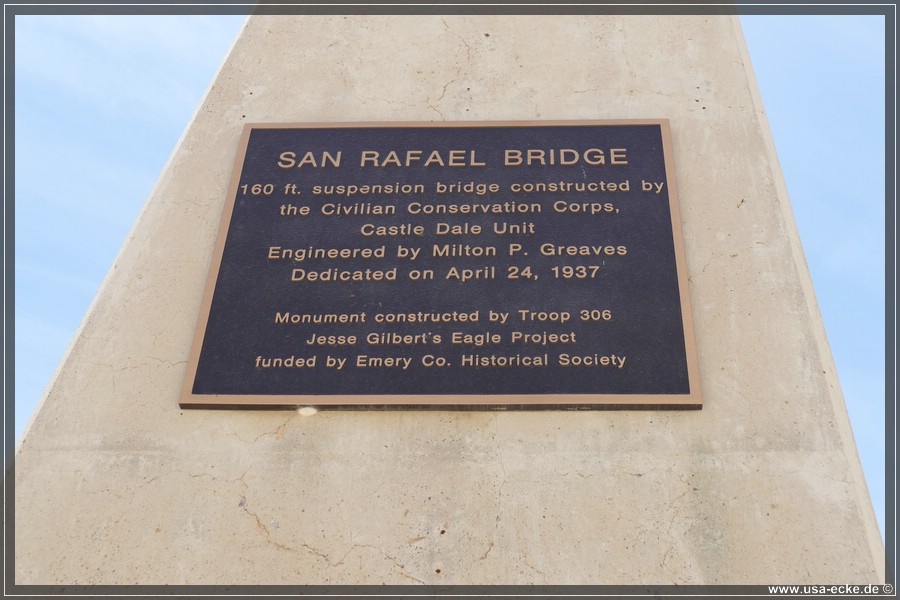 SAN RAFAEL BRIDGE
160 ft. suspension bridge constructed by
the Civilian Conservation Corps,
Castle Dale Unit
Engineered by Milton P. Greaves
Dedicated on April 24, 1937
Monument constructed by Troop 306
Jesse Gilbert's Eagle Project
funded by Emery Co. Historical Society
www.usa-ecke.de ©